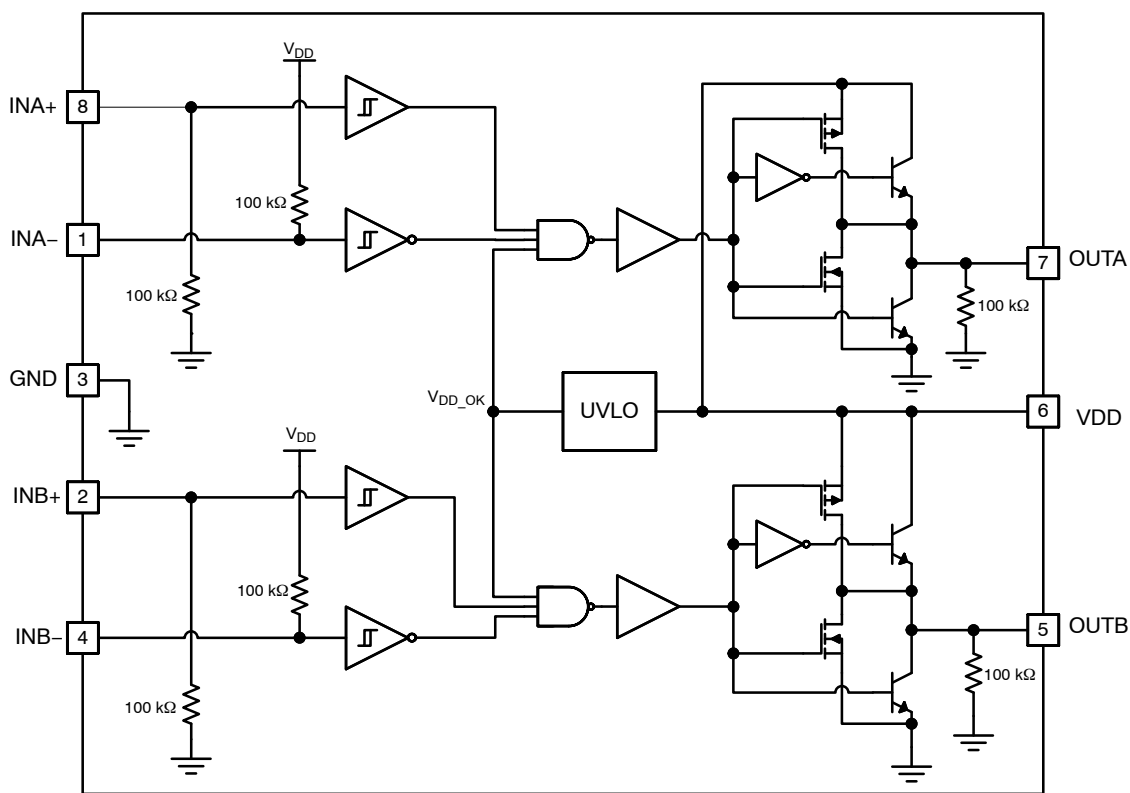 V_DD
INA+ 8
100 kΩ
INA− 1
100 kΩ
7 OUTA
100 kΩ
GND 3
V_DD_OK
UVLO
6 VDD
V_DD
INB+ 2
100 kΩ
INB− 4
5 OUTB
100 kΩ
100 kΩ